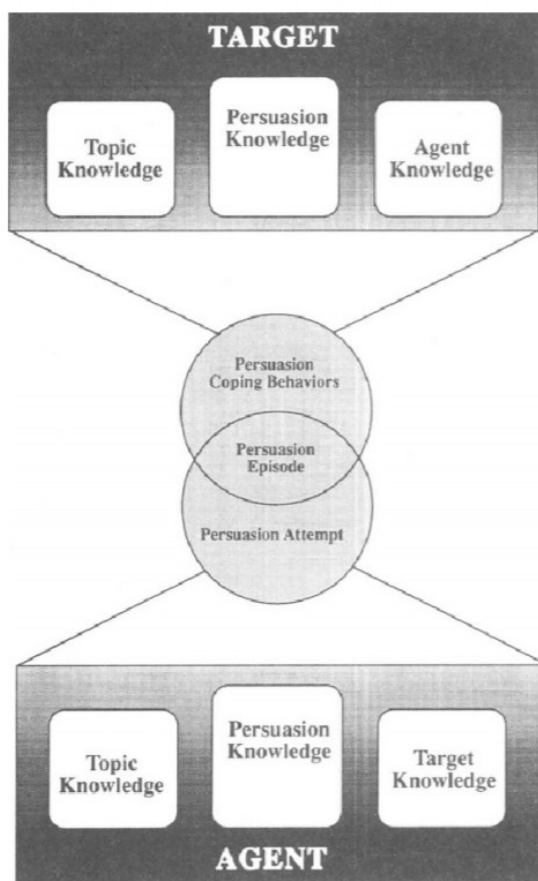 TARGET
Topic
Knowledge
Persuasion
Knowledge
Agent
Knowledge
Persuasion
Coping Behaviors
Persuasion
Episode
Persuasion Attempt
Topic
Knowledge
Persuasion
Knowledge
Target
Knowledge
AGENT